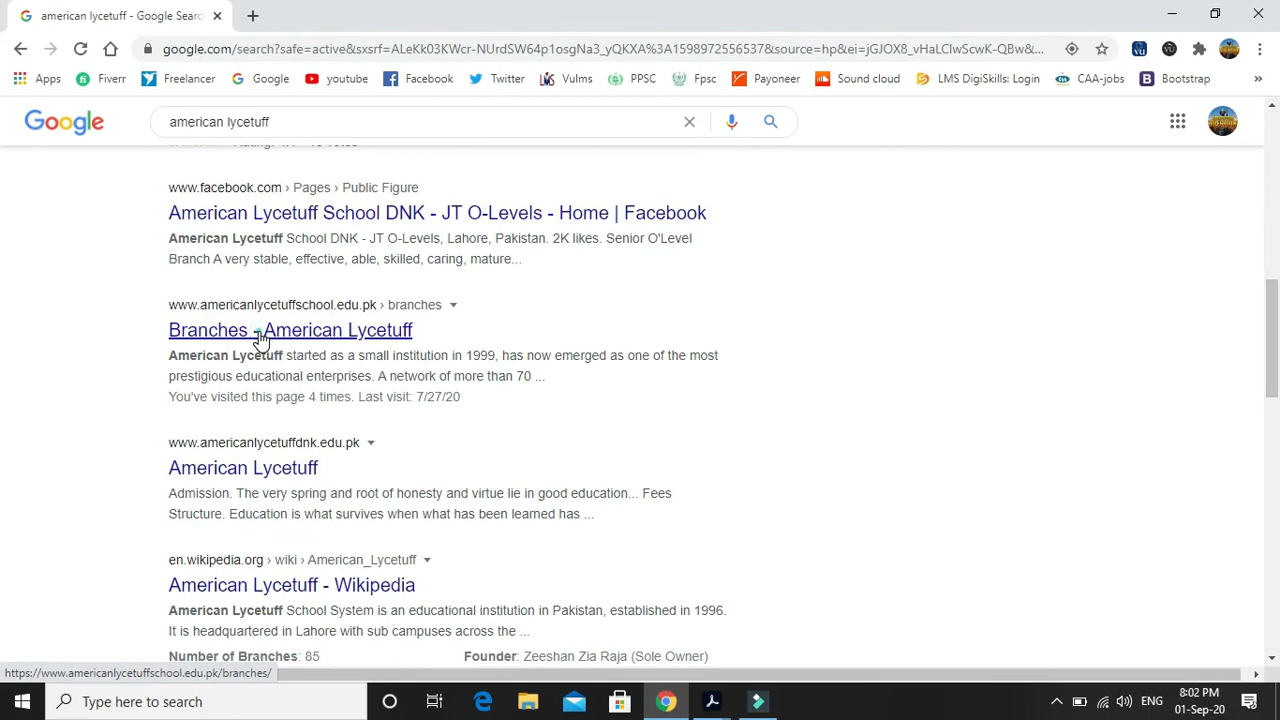 american lycetuff - Google Searc
google.com/search?safe=active&sxsrf=ALeKk03KWcr-NUrdSW64p1osgNa3_yQKXA%3A1598972556537&source=hp&ei=jGJOX8_vHaLClwScwK-QBw&...
Apps Fiverr Freelancer Google youtube Facebook Twitter Vulms PPSC Fpsc Payoneer Sound cloud LMS DigiSkills: Login CAA-jobs Bootstrap »
Google american lycetuff
www.facebook.com › Pages › Public Figure
American Lycetuff School DNK - JT O-Levels - Home | Facebook
American Lycetuff School DNK - JT O-Levels, Lahore, Pakistan. 2K likes. Senior O'Level
Branch A very stable, effective, able, skilled, caring, mature...
www.americanlycetuffschool.edu.pk › branches
Branches - American Lycetuff
American Lycetuff started as a small institution in 1999, has now emerged as one of the most
prestigious educational enterprises. A network of more than 70 ...
You've visited this page 4 times. Last visit: 7/27/20
www.americanlycetuffdnk.edu.pk
American Lycetuff
Admission. The very spring and root of honesty and virtue lie in good education... Fees
Structure. Education is what survives when what has been learned has ...
en.wikipedia.org › wiki › American_Lycetuff
American Lycetuff - Wikipedia
American Lycetuff School System is an educational institution in Pakistan, established in 1996.
It is headquartered in Lahore with sub campuses across the ...
Number of Branches: 85 Founder: Zeeshan Zia Raja (Sole Owner)
https://www.americanlycetuffschool.edu.pk/branches/
Type here to search
ENG
8:02 PM
01-Sep-20